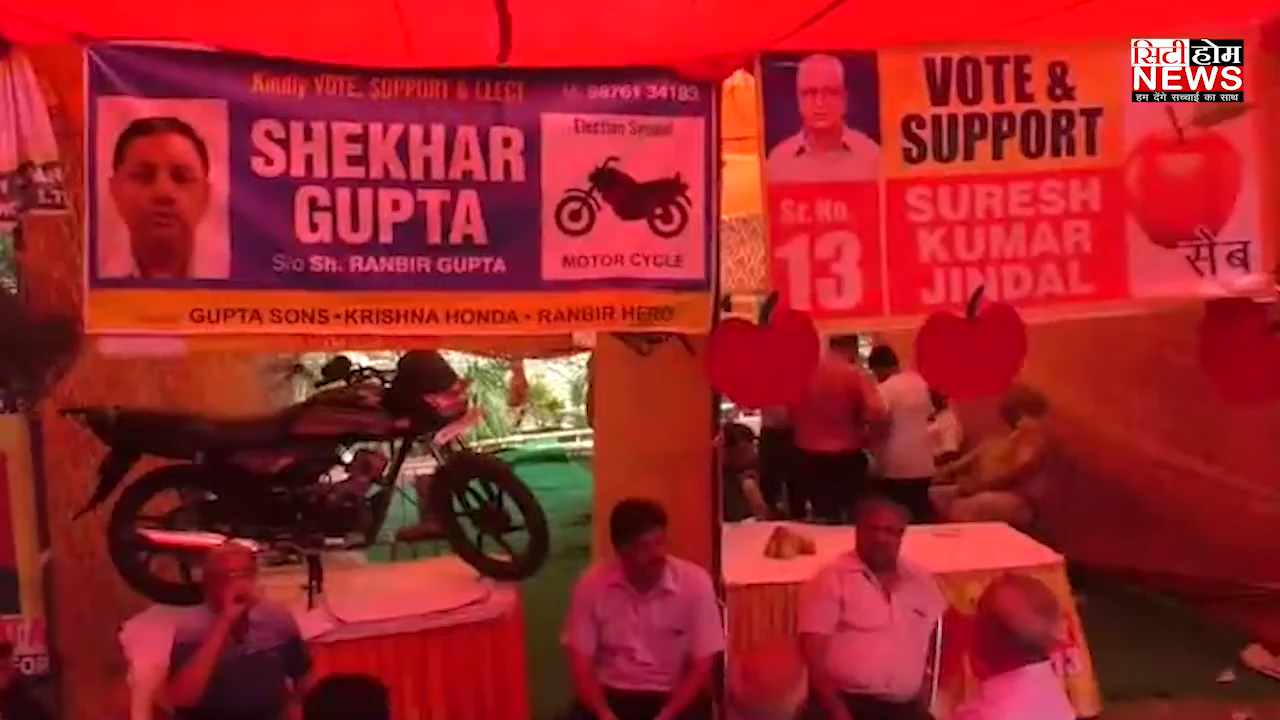 Kindly VOTE, SUPPORT & ELECT
98761 34183
SHEKHAR
GUPTA
S/o Sh. RANBIR GUPTA
Election Symbol
MOTOR CYCLE
GUPTA SONS • KRISHNA HONDA • RANBIR HERO
VOTE &
SUPPORT
Sr. No.
13
SURESH
KUMAR
JINDAL
सेब
सिटी होम
NEWS
हम देंगे सच्चाई का साथ